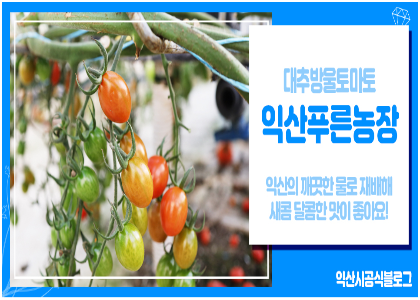 대추방울토마토
익산푸른농장
익산의 깨끗한 물로 재배해
새콤 달콤한 맛이 좋아요!
익산시공식블로그